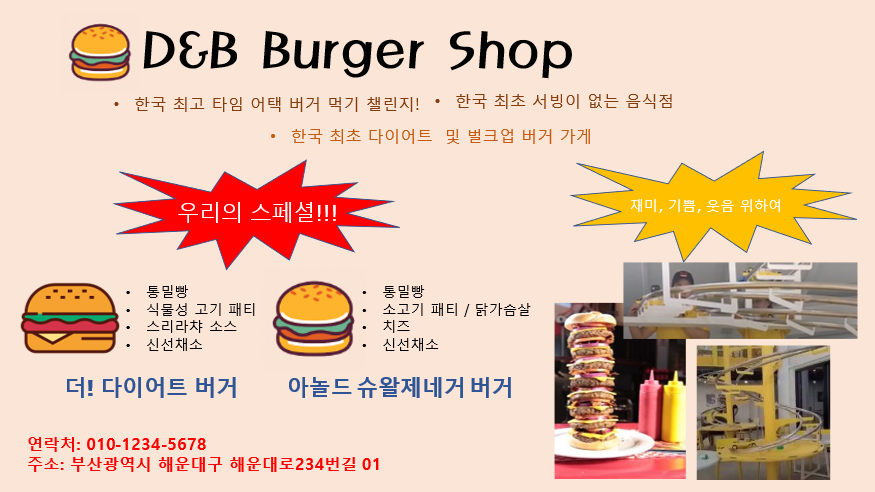 D&B Burger Shop
• 한국 최고 타임 어택 버거 먹기 챌린지!
• 한국 최초 서빙이 없는 음식점
• 한국 최초 다이어트 및 벌크업 버거 가게
우리의 스페셜!!!
재미, 기쁨, 웃음 위하여
• 통밀빵
• 식물성 고기 패티
• 스리라챠 소스
• 신선채소
더! 다이어트 버거
• 통밀빵
• 소고기 패티 / 닭가슴살
• 치즈
• 신선채소
아놀드 슈왈제네거 버거
연락처: 010-1234-5678
주소: 부산광역시 해운대구 해운대로234번길 01